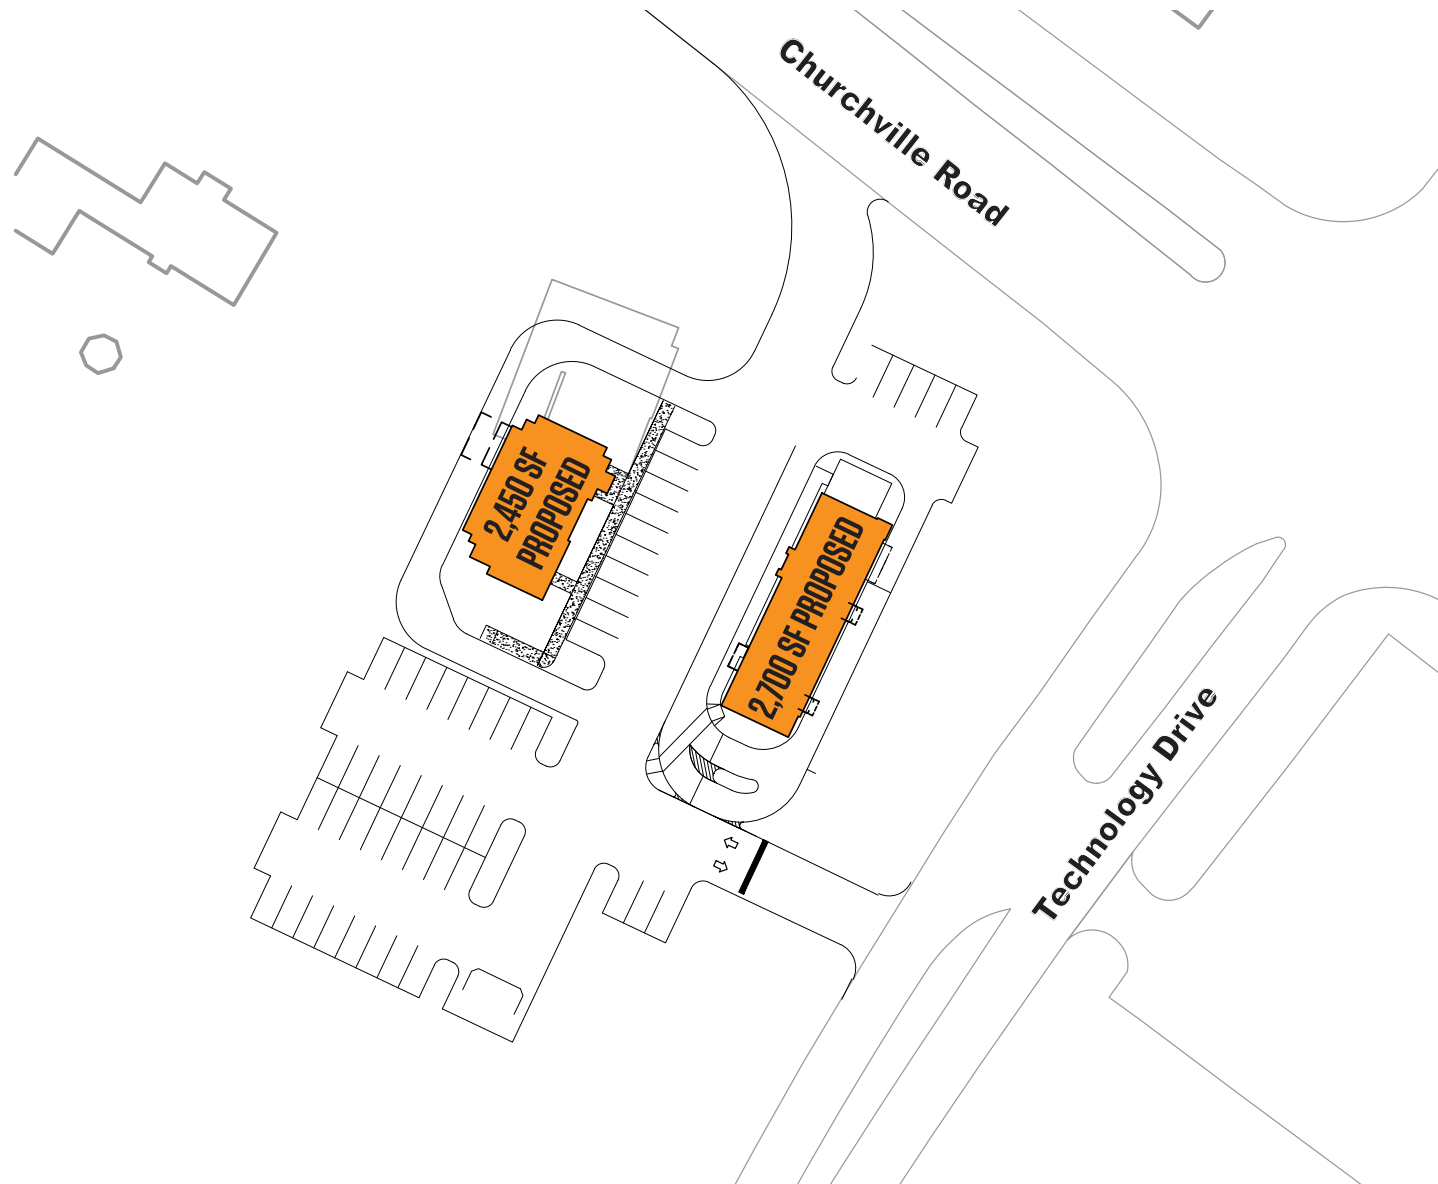 Churchville Road
2,450 SF
PROPOSED
2,700 SF PROPOSED
Technology Drive